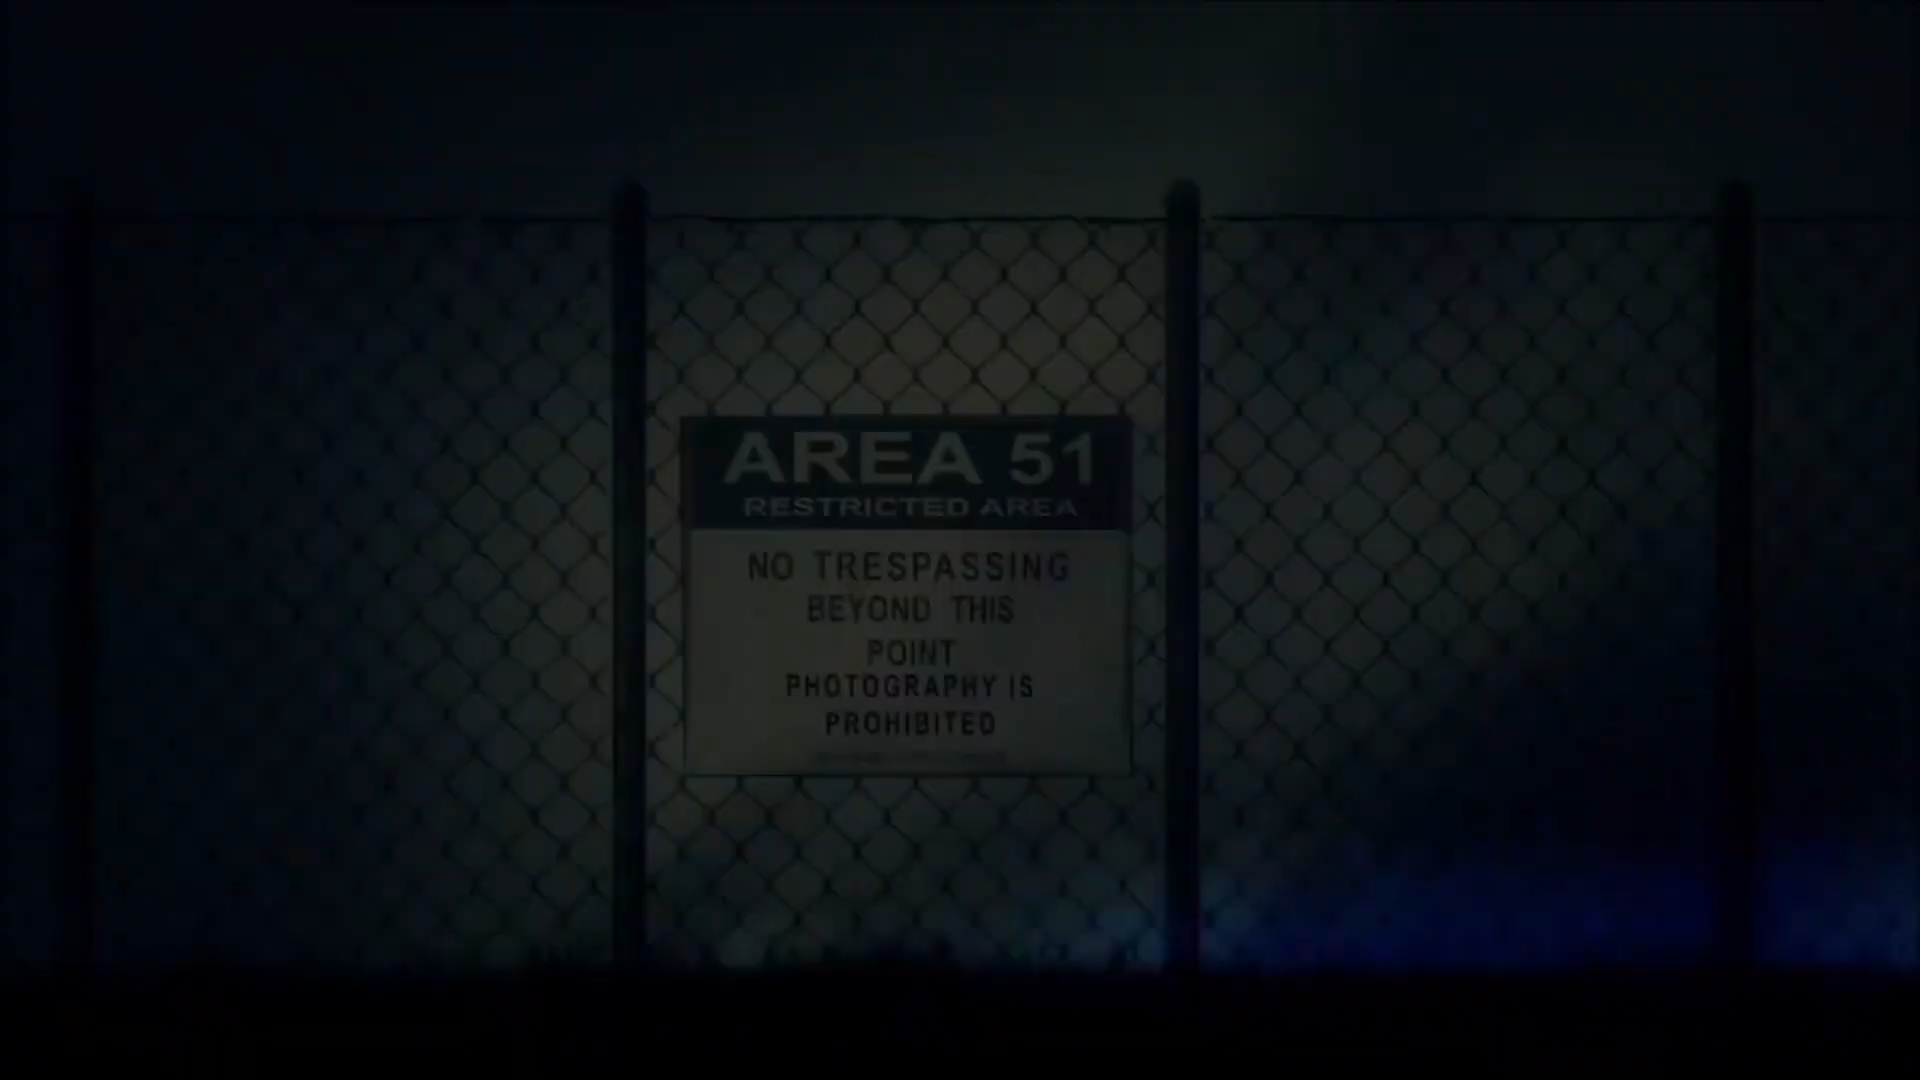 AREA 51
RESTRICTED AREA
NO TRESPASSING
BEYOND THIS
POINT
PHOTOGRAPHY IS
PROHIBITED